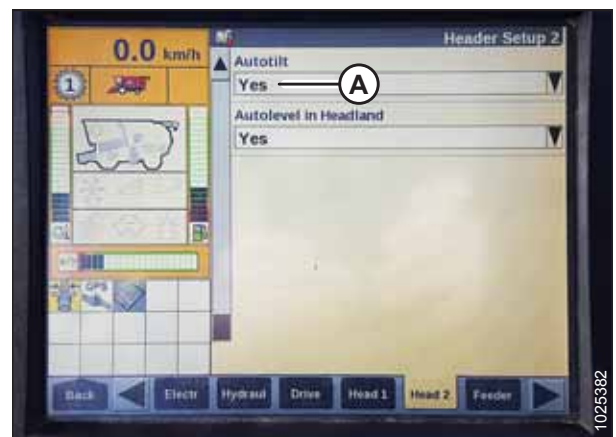 0.0 km/h
Header Setup 2
Autotilt
1
Yes
A
Autolevel in Headland
Yes
Back Electr Hydraul Drive Head 1 Head 2 Feeder
1025382